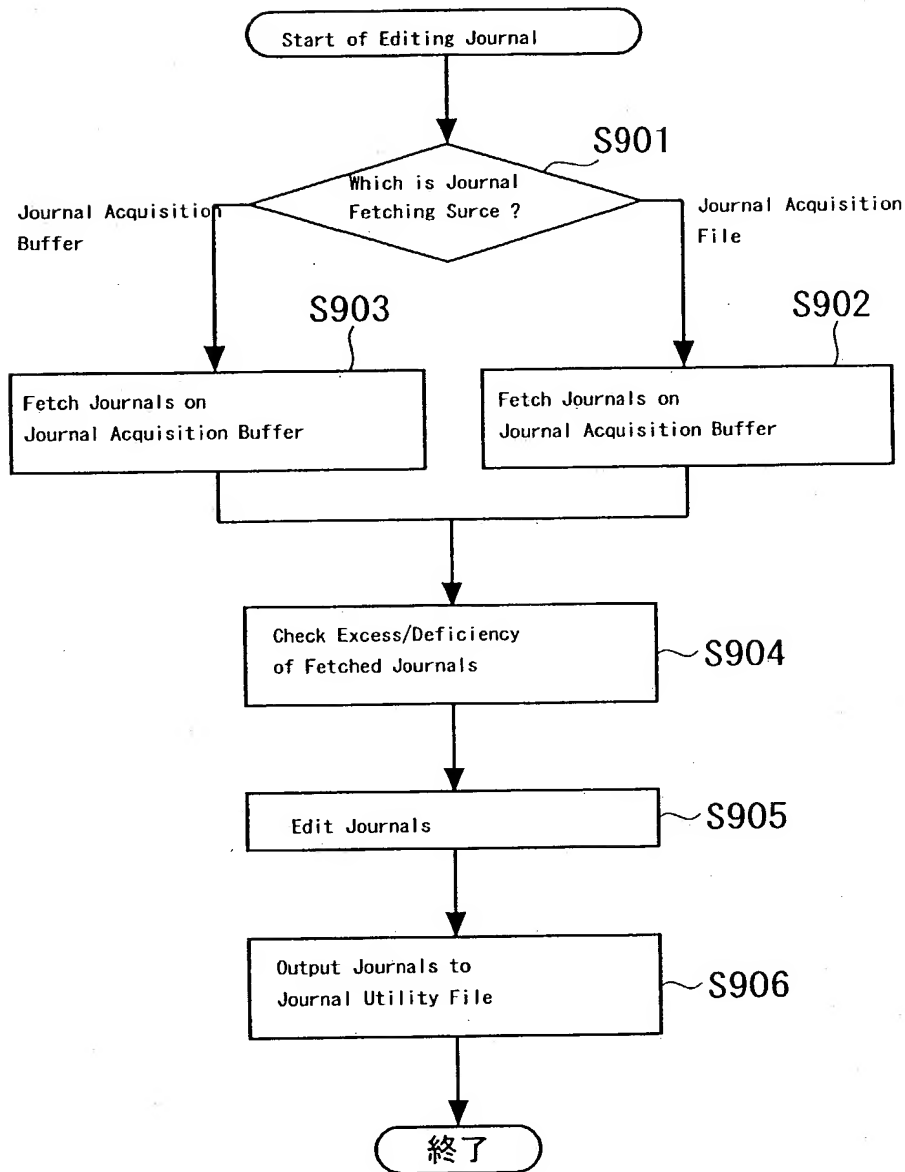 Start of Editing Journal
S901
Which is Journal
Fetching Surce ?
Journal Acquisition
Buffer
Journal Acquisition
File
S903
S902
Fetch Journals on
Journal Acquisition Buffer
Fetch Journals on
Journal Acquisition Buffer
Check Excess/Deficiency
of Fetched Journals
S904
Edit Journals
S905
Output Journals to
Journal Utility File
S906
終了